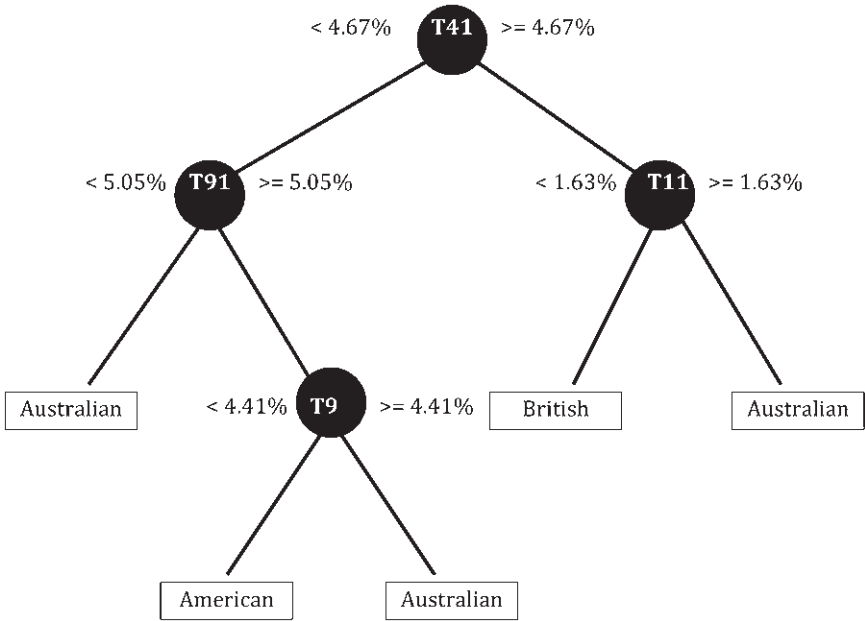 < 4.67% T41 >= 4.67%
< 5.05% T91 >= 5.05%
< 1.63% T11 >= 1.63%
Australian
< 4.41% T9 >= 4.41%
British
Australian
American
Australian